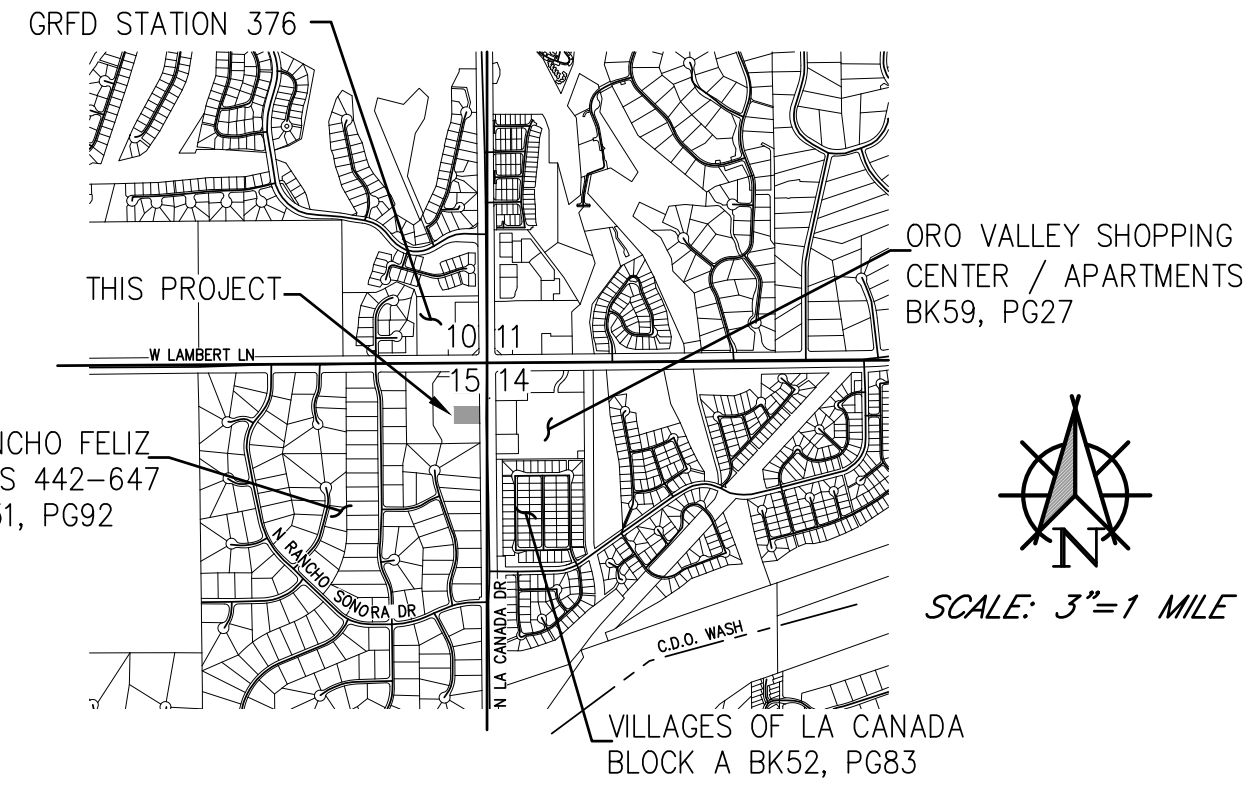 GRFD STATION 376
ORO VALLEY SHOPPING
CENTER / APARTMENTS
BK59, PG27
THIS PROJECT
10 11
W LAMBERT LN
15 14
NCHO FELIZ
S 442-647
51, PG92
N RANCHO SONORA DR
N LA CANADA DR
C.D.O. WASH
N
SCALE: 3"=1 MILE
VILLAGES OF LA CANADA
BLOCK A BK52, PG83